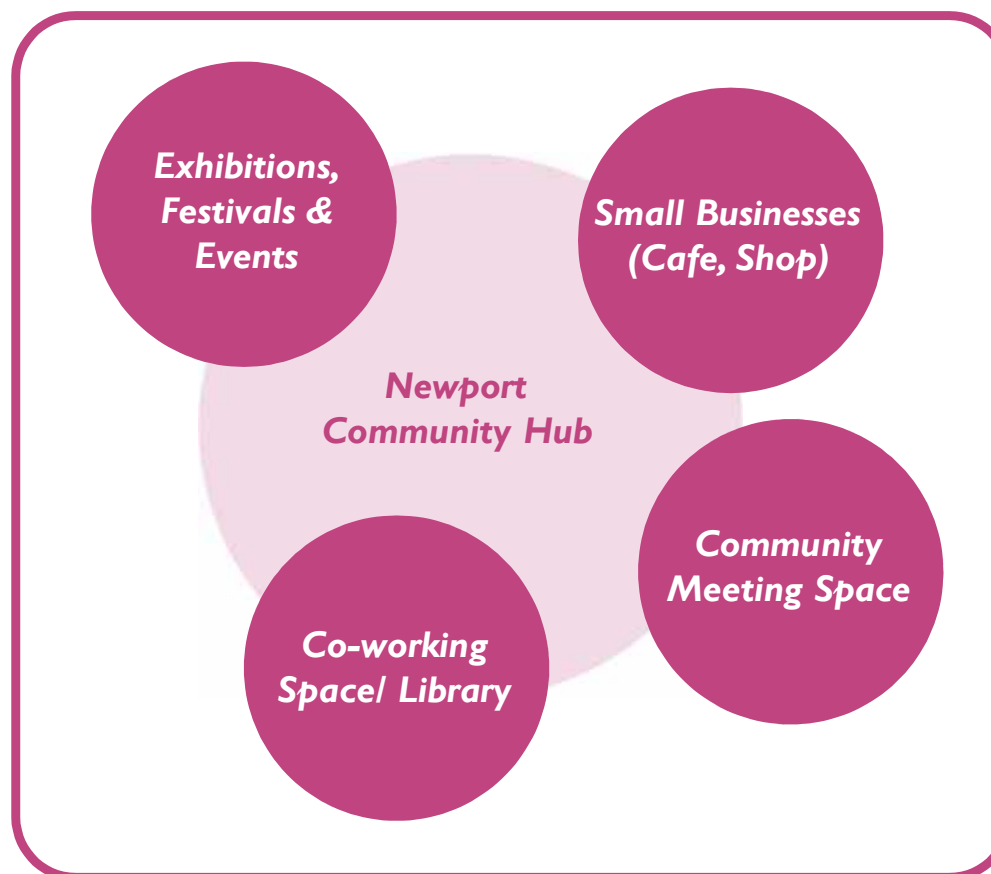 Exhibitions,
Festivals &
Events
Small Businesses
(Cafe, Shop)
Newport
Community Hub
Community
Meeting Space
Co-working
Space/ Library